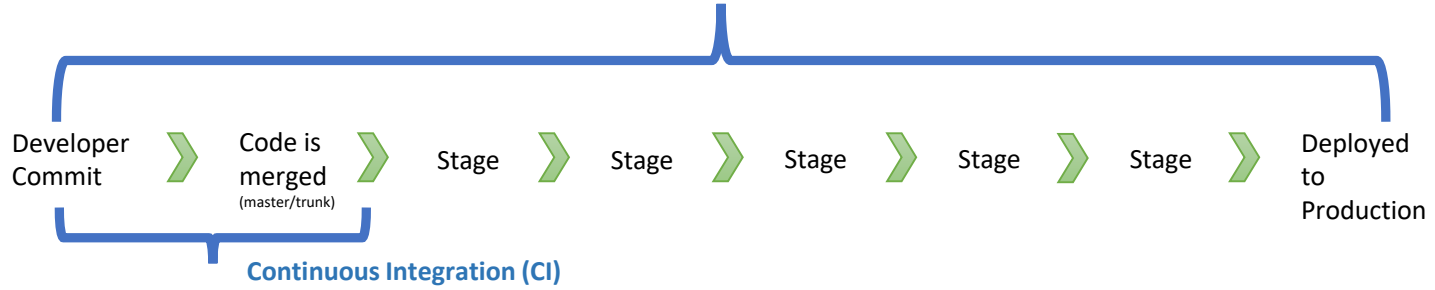 Developer
Commit
Code is
merged
(master/trunk)
Stage
Stage
Stage
Stage
Stage
Deployed
to
Production
Continuous Integration (CI)